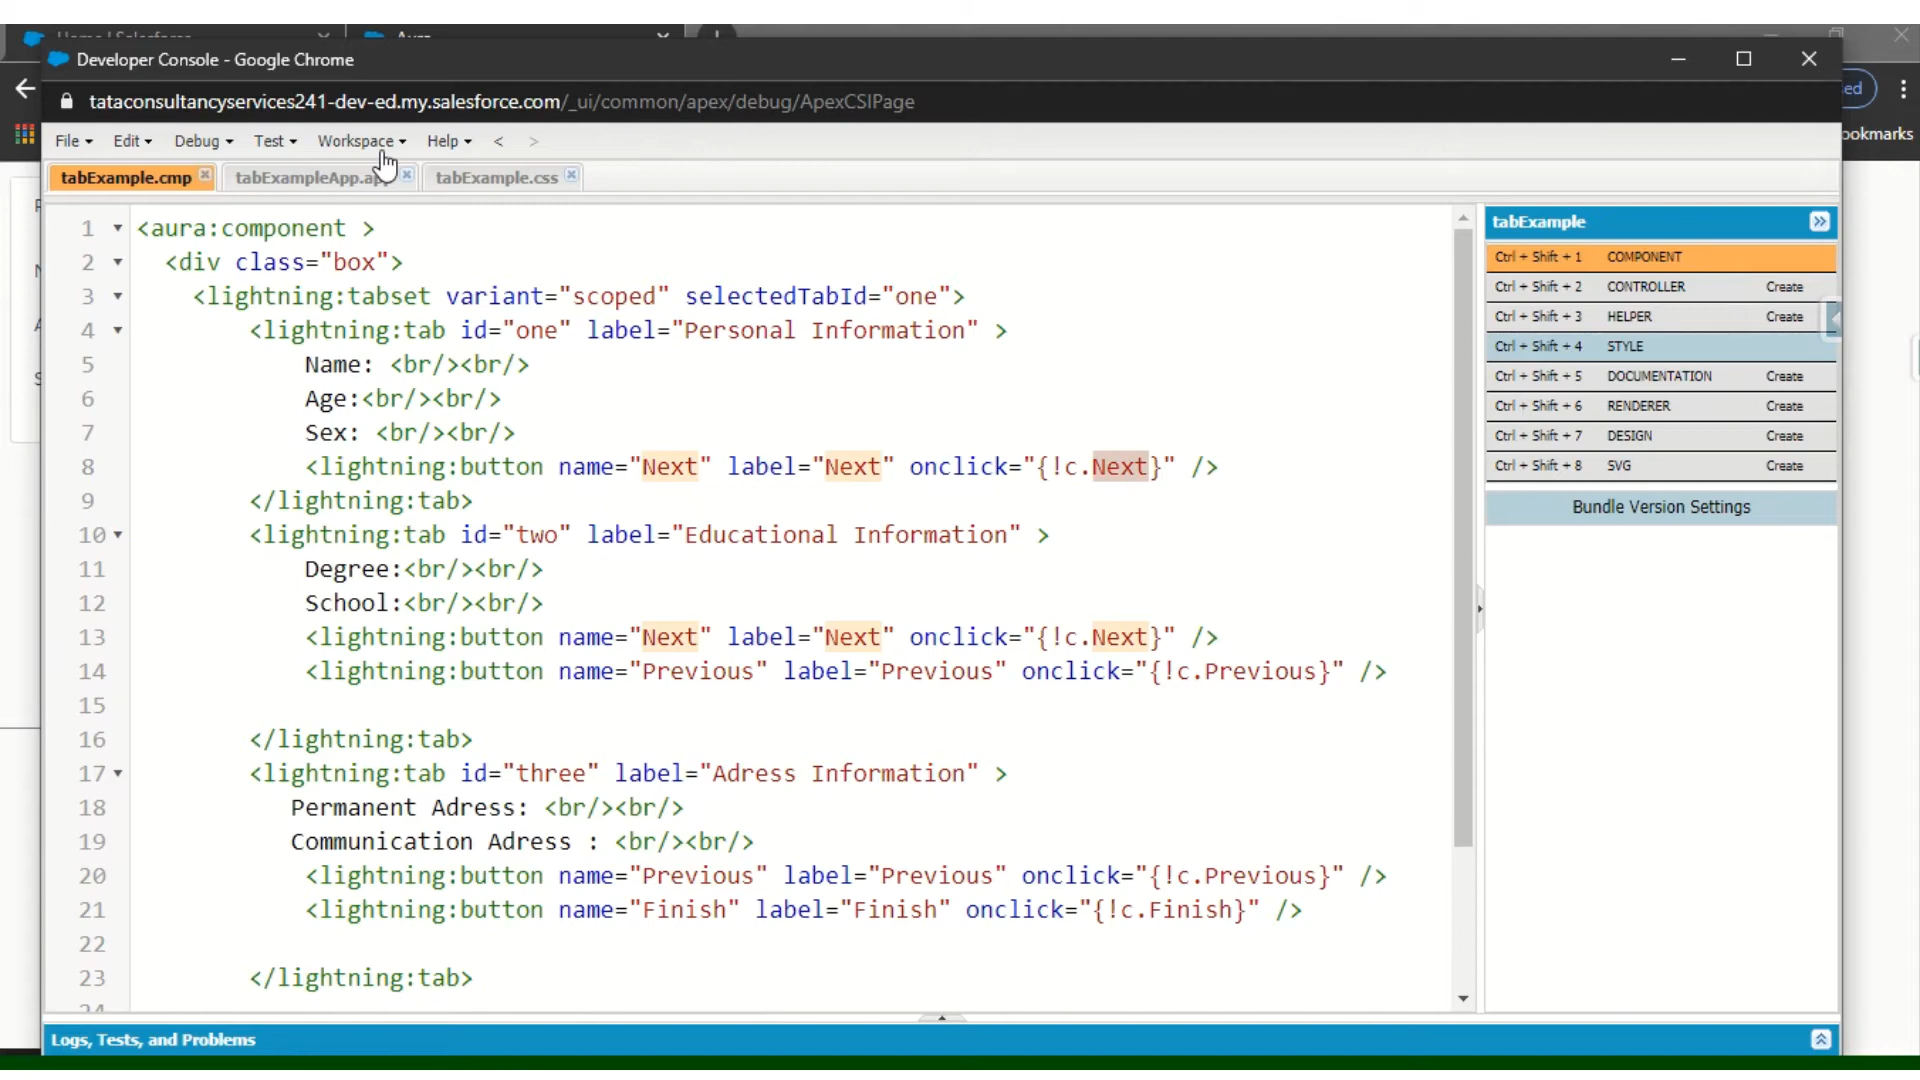 Home | Salesforce
Aura
Developer Console - Google Chrome
tataconsultancyservices241-dev-ed.my.salesforce.com/_ui/common/apex/debug/ApexCSIPage
ed
ookmarks
File Edit Debug Test Workspace Help < >
tabExample.cmp tabExampleApp.app tabExample.css
1 <aura:component >
2 <div class="box">
3 <lightning:tabset variant="scoped" selectedTabId="one">
4 <lightning:tab id="one" label="Personal Information" >
5 Name: <br/><br/>
6 Age:<br/><br/>
7 Sex: <br/><br/>
8 <lightning:button name="Next" label="Next" onclick="{!c.Next}" />
9 </lightning:tab>
10 <lightning:tab id="two" label="Educational Information" >
11 Degree:<br/><br/>
12 School:<br/><br/>
13 <lightning:button name="Next" label="Next" onclick="{!c.Next}" />
14 <lightning:button name="Previous" label="Previous" onclick="{!c.Previous}" />
15
16 </lightning:tab>
17 <lightning:tab id="three" label="Adress Information" >
18 Permanent Adress: <br/><br/>
19 Communication Adress : <br/><br/>
20 <lightning:button name="Previous" label="Previous" onclick="{!c.Previous}" />
21 <lightning:button name="Finish" label="Finish" onclick="{!c.Finish}" />
22
23 </lightning:tab>
24
tabExample
Ctrl + Shift + 1 COMPONENT
Ctrl + Shift + 2 CONTROLLER Create
Ctrl + Shift + 3 HELPER Create
Ctrl + Shift + 4 STYLE
Ctrl + Shift + 5 DOCUMENTATION Create
Ctrl + Shift + 6 RENDERER Create
Ctrl + Shift + 7 DESIGN Create
Ctrl + Shift + 8 SVG Create
Bundle Version Settings
Logs, Tests, and Problems